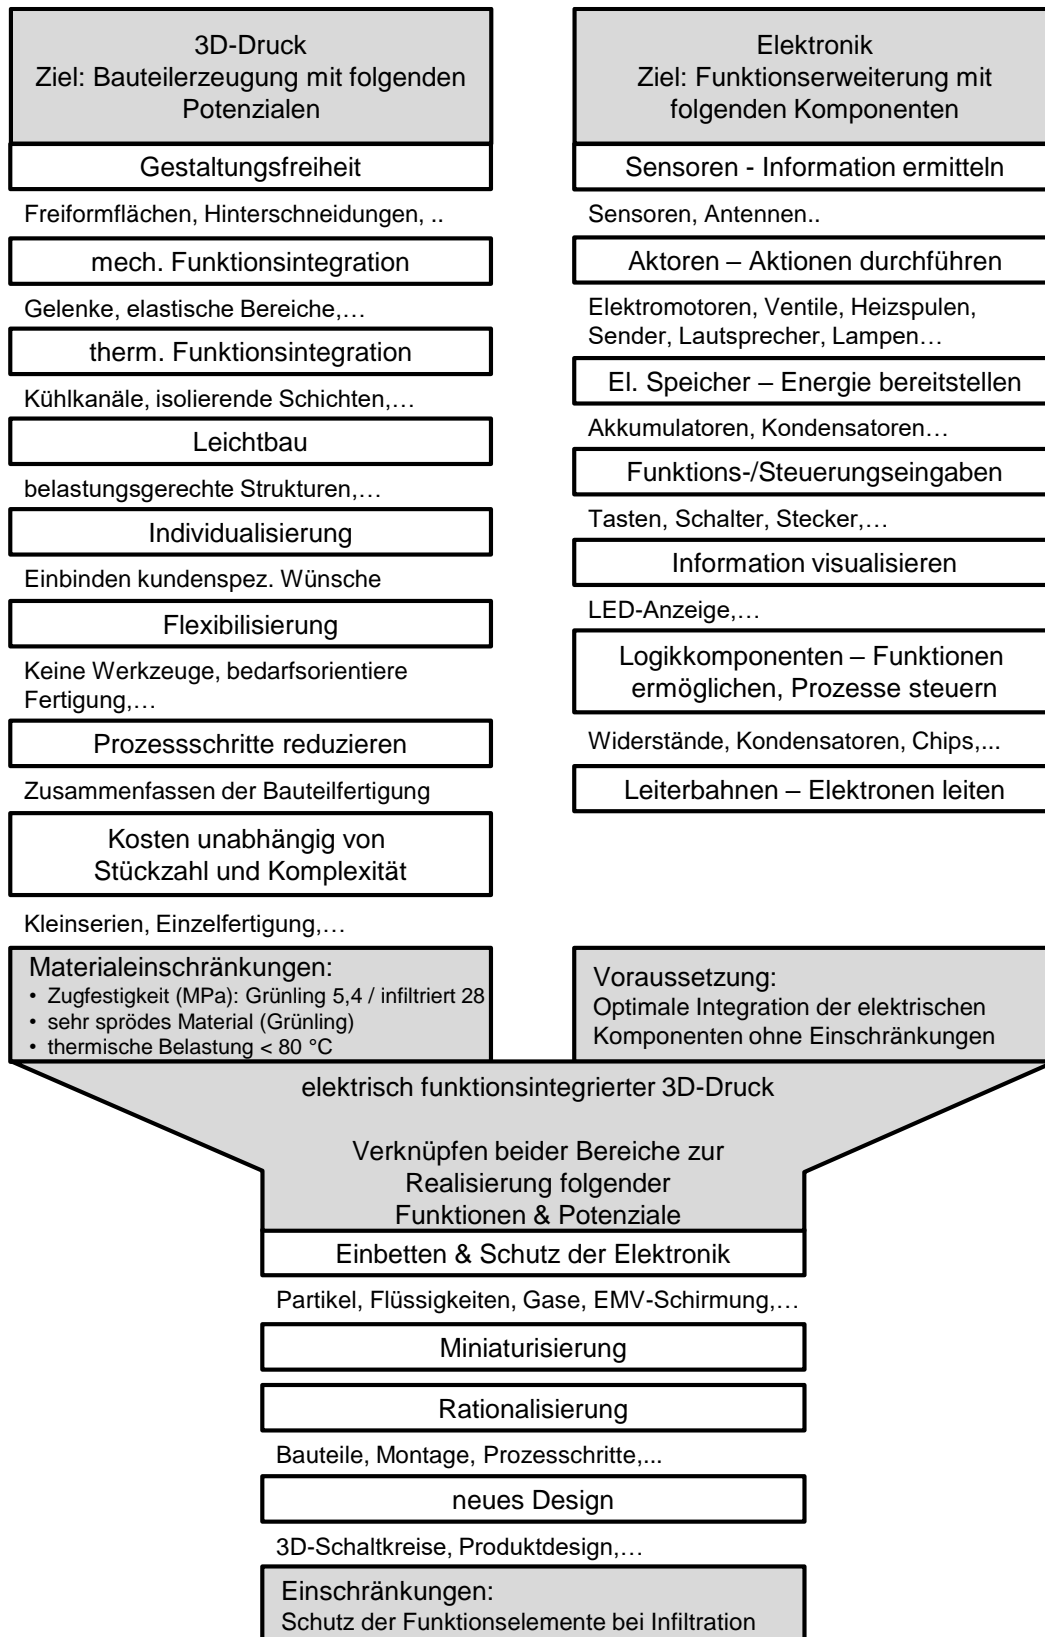 3D-Druck
Ziel: Bauteilerzeugung mit folgenden
Potenzialen
Gestaltungsfreiheit
Freiformflächen, Hinterschneidungen, ..
mech. Funktionsintegration
Gelenke, elastische Bereiche,…
therm. Funktionsintegration
Kühlkanäle, isolierende Schichten,…
Leichtbau
belastungsgerechte Strukturen,…
Individualisierung
Einbinden kundenspez. Wünsche
Flexibilisierung
Keine Werkzeuge, bedarfsorientiere
Fertigung,…
Prozessschritte reduzieren
Zusammenfassen der Bauteilfertigung
Kosten unabhängig von
Stückzahl und Komplexität
Kleinserien, Einzelfertigung,…
Materialeinschränkungen:
• Zugfestigkeit (MPa): Grünling 5,4 / infiltriert 28
• sehr sprödes Material (Grünling)
• thermische Belastung < 80 °C
Elektronik
Ziel: Funktionserweiterung mit
folgenden Komponenten
Sensoren - Information ermitteln
Sensoren, Antennen..
Aktoren – Aktionen durchführen
Elektromotoren, Ventile, Heizspulen,
Sender, Lautsprecher, Lampen…
El. Speicher – Energie bereitstellen
Akkumulatoren, Kondensatoren…
Funktions-/Steuerungseingaben
Tasten, Schalter, Stecker,…
Information visualisieren
LED-Anzeige,…
Logikkomponenten – Funktionen
ermöglichen, Prozesse steuern
Widerstände, Kondensatoren, Chips,...
Leiterbahnen – Elektronen leiten
Voraussetzung:
Optimale Integration der elektrischen
Komponenten ohne Einschränkungen
elektrisch funktionsintegrierter 3D-Druck
Verknüpfen beider Bereiche zur
Realisierung folgender
Funktionen & Potenziale
Einbetten & Schutz der Elektronik
Partikel, Flüssigkeiten, Gase, EMV-Schirmung,…
Miniaturisierung
Rationalisierung
Bauteile, Montage, Prozesschritte,...
neues Design
3D-Schaltkreise, Produktdesign,…
Einschränkungen:
Schutz der Funktionselemente bei Infiltration